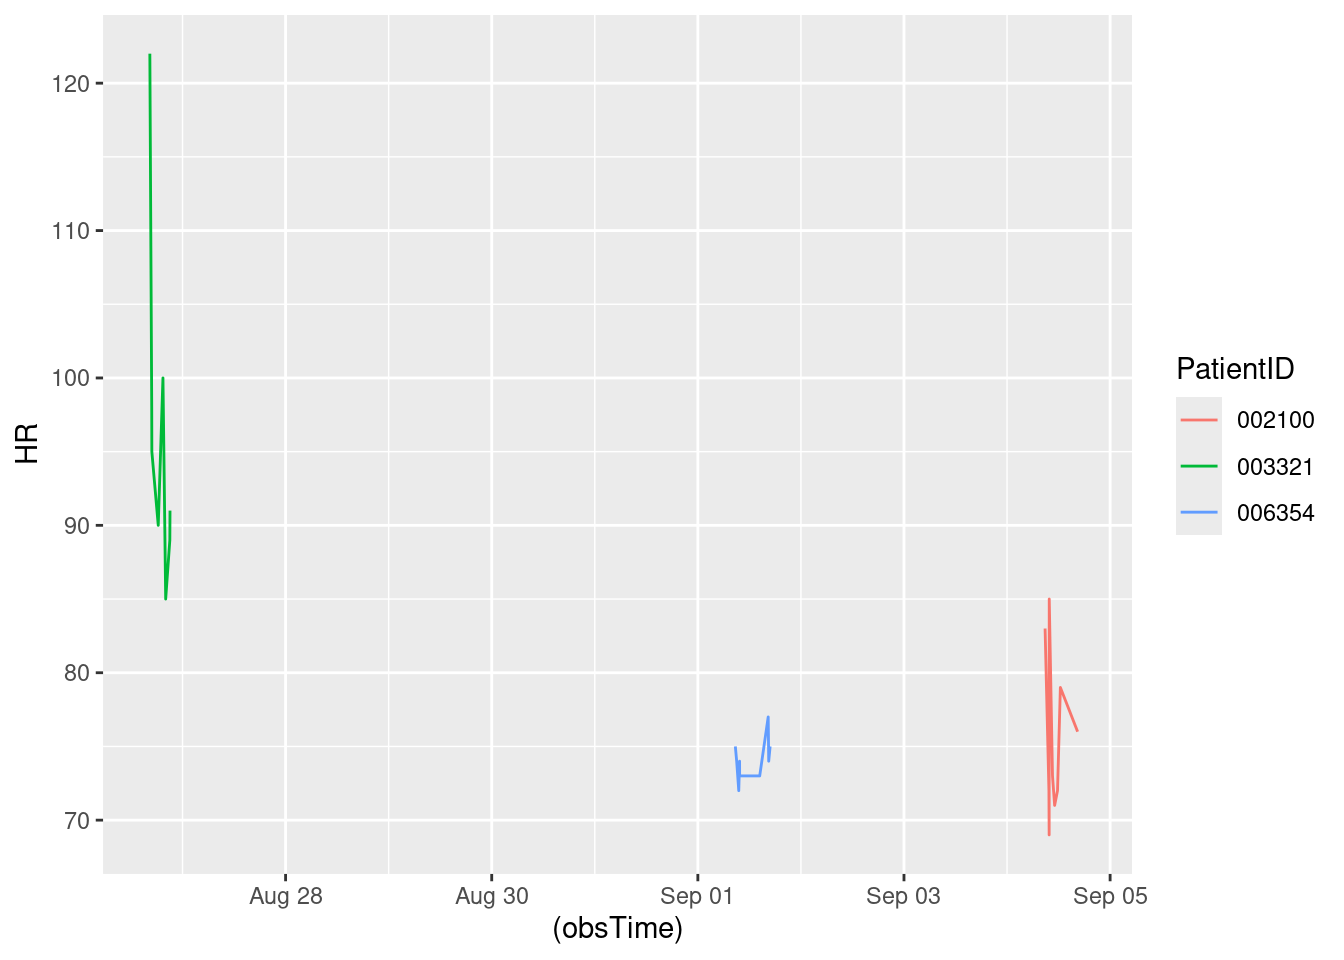 120
110
100
90
80
70
HR
Aug 28
Aug 30
Sep 01
Sep 03
Sep 05
(obsTime)
PatientID
002100
003321
006354